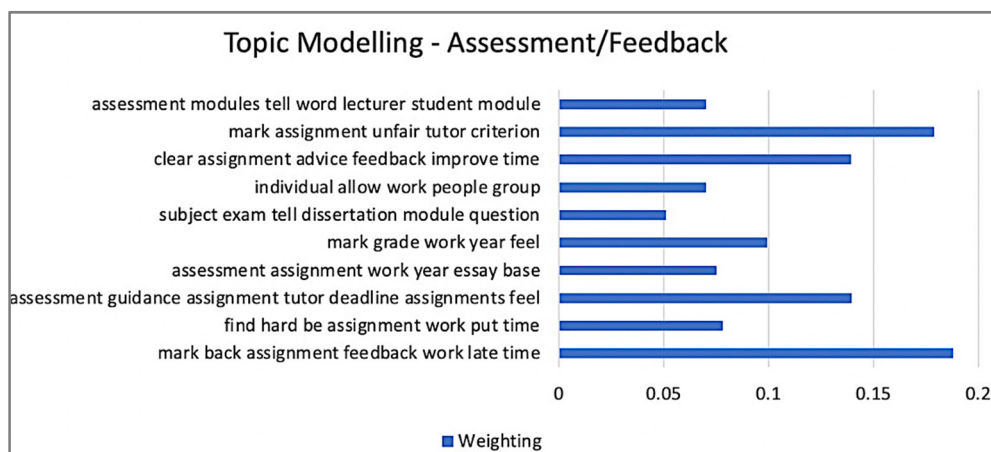 Topic Modelling - Assessment/Feedback
assessment modules tell word lecturer student module
mark assignment unfair tutor criterion
clear assignment advice feedback improve time
individual allow work people group
subject exam tell dissertation module question
mark grade work year feel
assessment assignment work year essay base
assessment guidance assignment tutor deadline assignments feel
find hard be assignment work put time
mark back assignment feedback work late time
0 0.05 0.1 0.15 0.2
Weighting